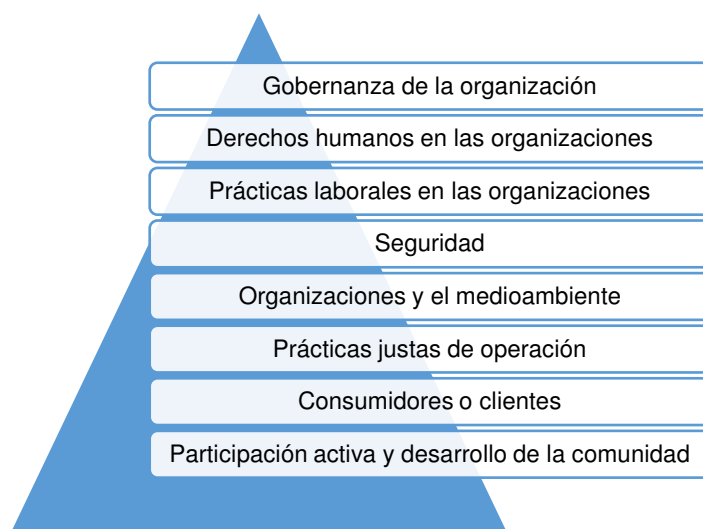 Gobernanza de la organización
Derechos humanos en las organizaciones
Prácticas laborales en las organizaciones
Seguridad
Organizaciones y el medioambiente
Prácticas justas de operación
Consumidores o clientes
Participación activa y desarrollo de la comunidad